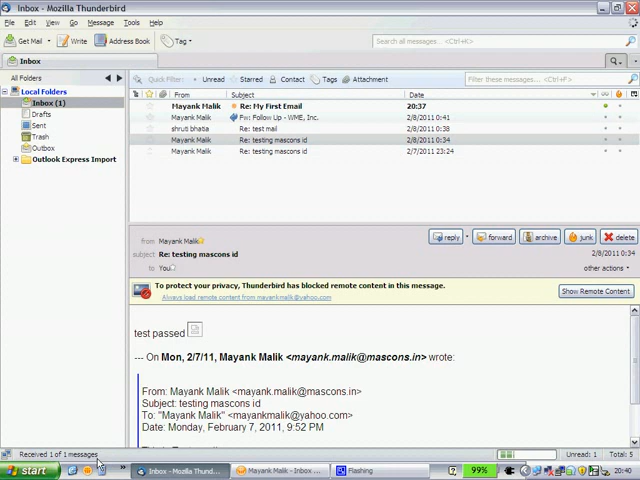 Inbox - Mozilla Thunderbird
File Edit View Go Message Tools Help
Get Mail Write Address Book Tag Search all messages... <Ctrl+K>
Inbox
All Folders Quick Filter: Unread Starred Contact Tags Attachment Filter these messages... <Ctrl+F>
Local Folders From Subject Date
Inbox (1) Mayank Malik Re: My First Email 20:37
Drafts Mayank Malik Fw: Follow Up - WME, Inc. 2/8/2011 0:41
Sent shruti bhatia Re: test mail 2/8/2011 0:38
Trash Mayank Malik Re: testing mascons id 2/8/2011 0:34
Outbox Mayank Malik Re: testing mascons id 2/7/2011 23:24
Outlook Express Import
from Mayank Malik reply forward archive junk delete
subject Re: testing mascons id 2/8/2011 0:34
to You other actions
To protect your privacy, Thunderbird has blocked remote content in this message.
Always load remote content from mayankmalik@yahoo.com
Show Remote Content
test passed
--- On Mon, 2/7/11, Mayank Malik <mayank.malik@mascons.in> wrote:
From: Mayank Malik <mayank.malik@mascons.in>
Subject: testing mascons id
To: "Mayank Malik" <mayankmalik@yahoo.com>
Date: Monday, February 7, 2011, 9:52 PM
Received 1 of 1 messages Unread: 1 Total: 5
start Inbox - Mozilla Thund... Mayank Malik - Inbox ... Flashing 99% 20:40